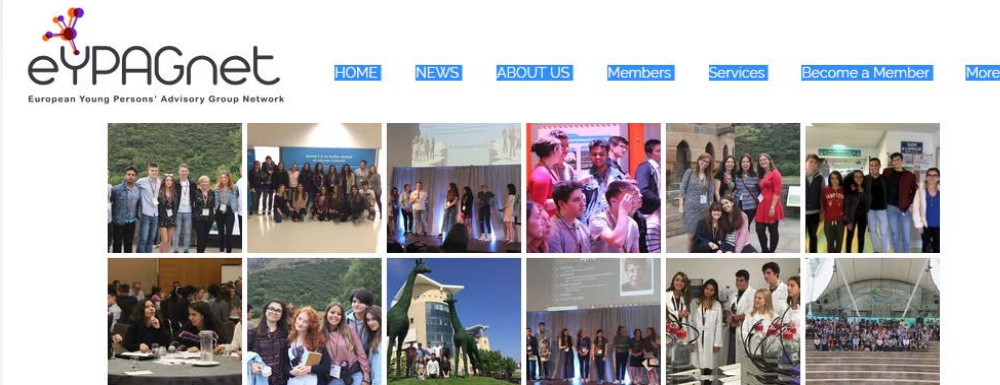 eYPAGnet
European Young Persons' Advisory Group Network
HOME NEWS ABOUT US Members Services Become a Member More